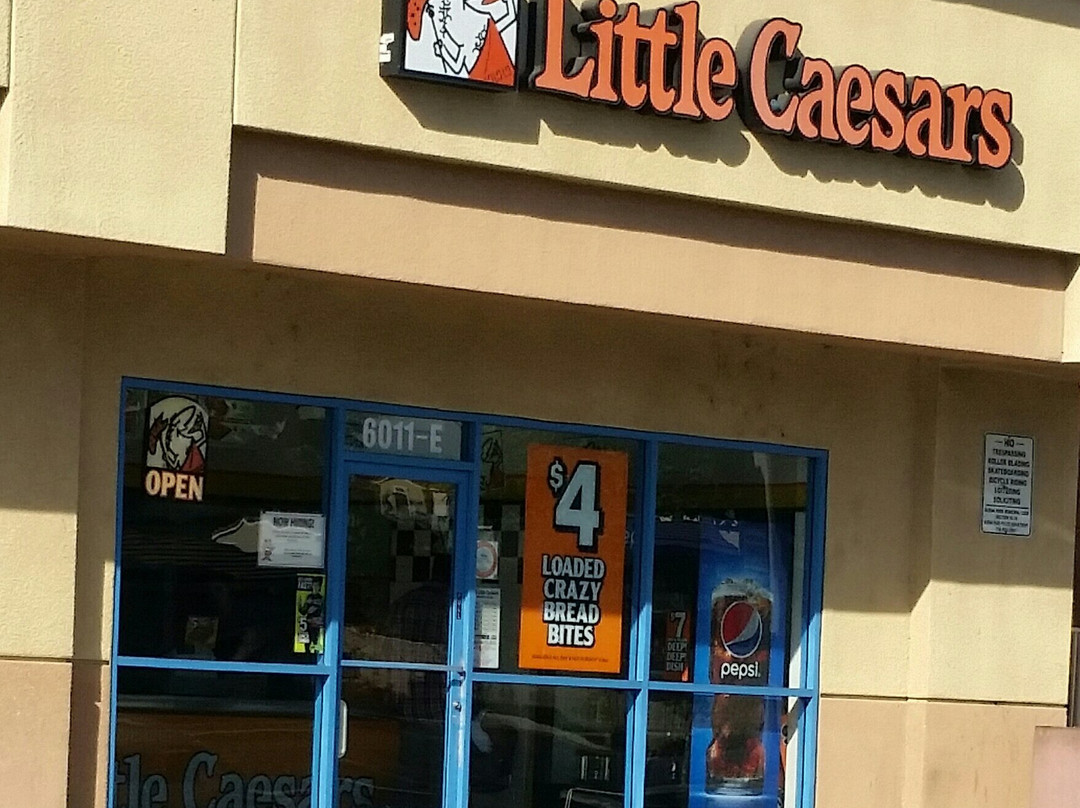 Little Caesars
6011-E
OPEN
NOW HIRING!
$4
LOADED
CRAZY
BREAD
BITES
$7
DEEP!
DEEP!
DISH
pepsi
NO
TRESPASSING
ROLLER BLADING
SKATEBOARDING
BICYCLE RIDING
LOITERING
SOLICITING
tle Caesars